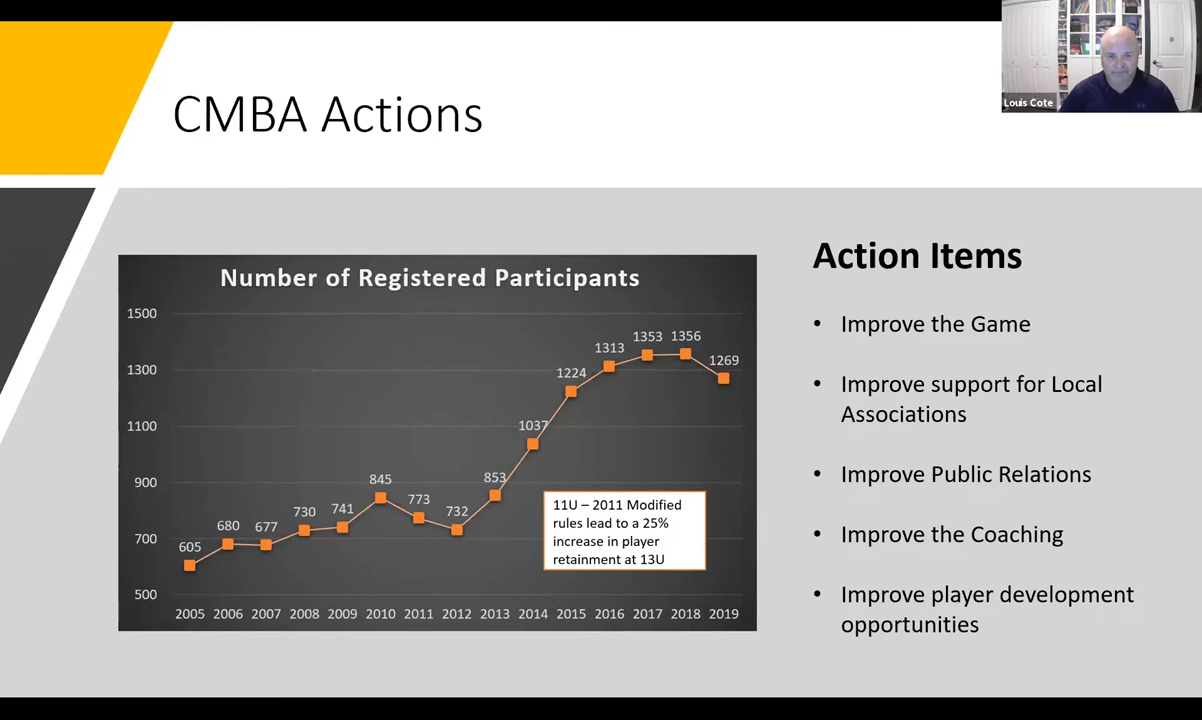 Louis Cote
CMBA Actions
Number of Registered Participants
1500
1300
1100
900
700
500
605
680
677
730
741
845
773
732
853
1037
1224
1313
1353
1356
1269
11U – 2011 Modified
rules lead to a 25%
increase in player
retainment at 13U
2005 2006 2007 2008 2009 2010 2011 2012 2013 2014 2015 2016 2017 2018 2019
Action Items
• Improve the Game
• Improve support for Local
Associations
• Improve Public Relations
• Improve the Coaching
• Improve player development
opportunities